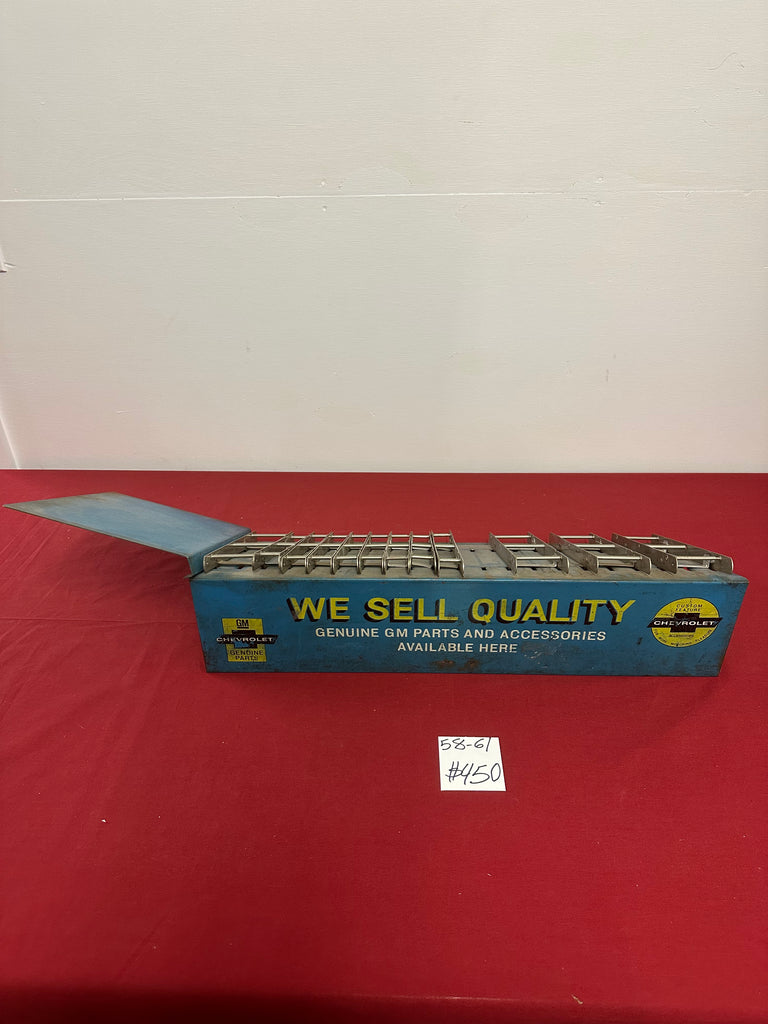 WE SELL QUALITY
GENUINE GM PARTS AND ACCESSORIES
AVAILABLE HERE
GM
CHEVROLET
GENUINE
PARTS
CUSTOM
FEATURE
CHEVROLET
ACCESSORIES
58-61
#450